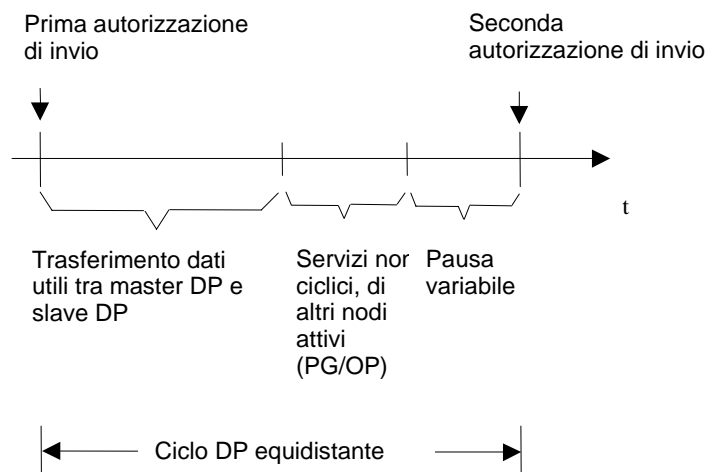 Prima autorizzazione
di invio
Seconda
autorizzazione di invio
t
Trasferimento dati
utili tra master DP e
slave DP
Servizi nor
ciclici, di
altri nodi
attivi
(PG/OP)
Pausa
variabile
Ciclo DP equidistante